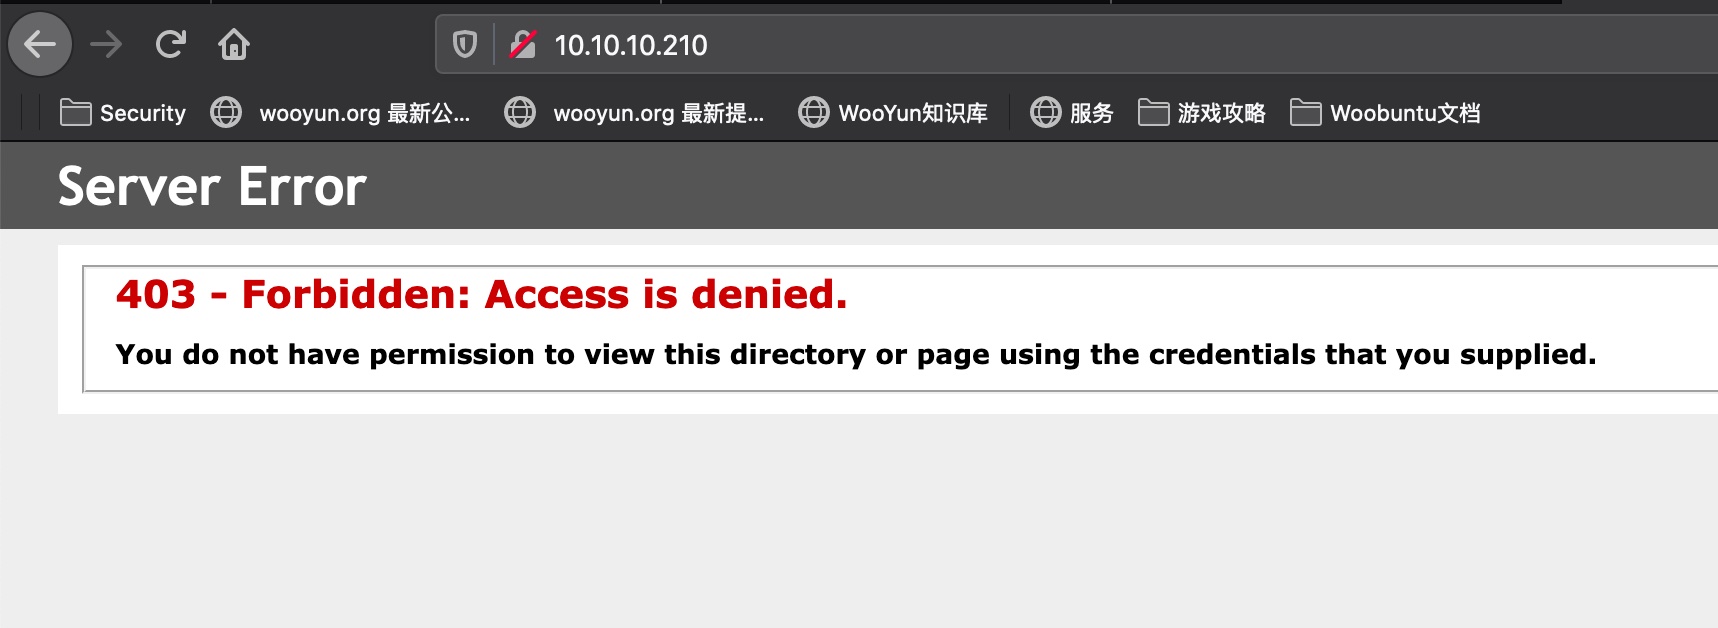 10.10.10.210
Security wooyun.org 最新公... wooyun.org 最新提... WooYun知识库 服务 游戏攻略 Woobuntu文档
Server Error
403 - Forbidden: Access is denied.
You do not have permission to view this directory or page using the credentials that you supplied.